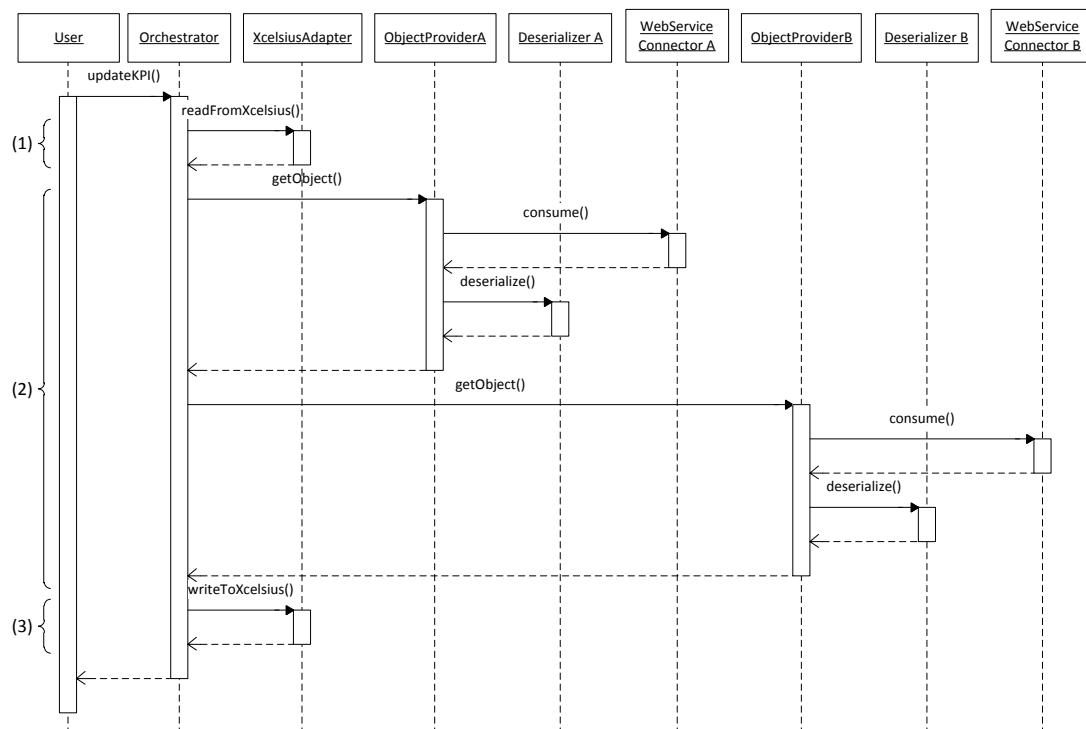 User
Orchestrator
XcelsiusAdapter
ObjectProviderA
Deserializer A
WebService
Connector A
ObjectProviderB
Deserializer B
WebService
Connector B
updateKPI()
readFromXcelsius()
(1)
getObject()
consume()
deserialize()
(2)
getObject()
consume()
deserialize()
writeToXcelsius()
(3)